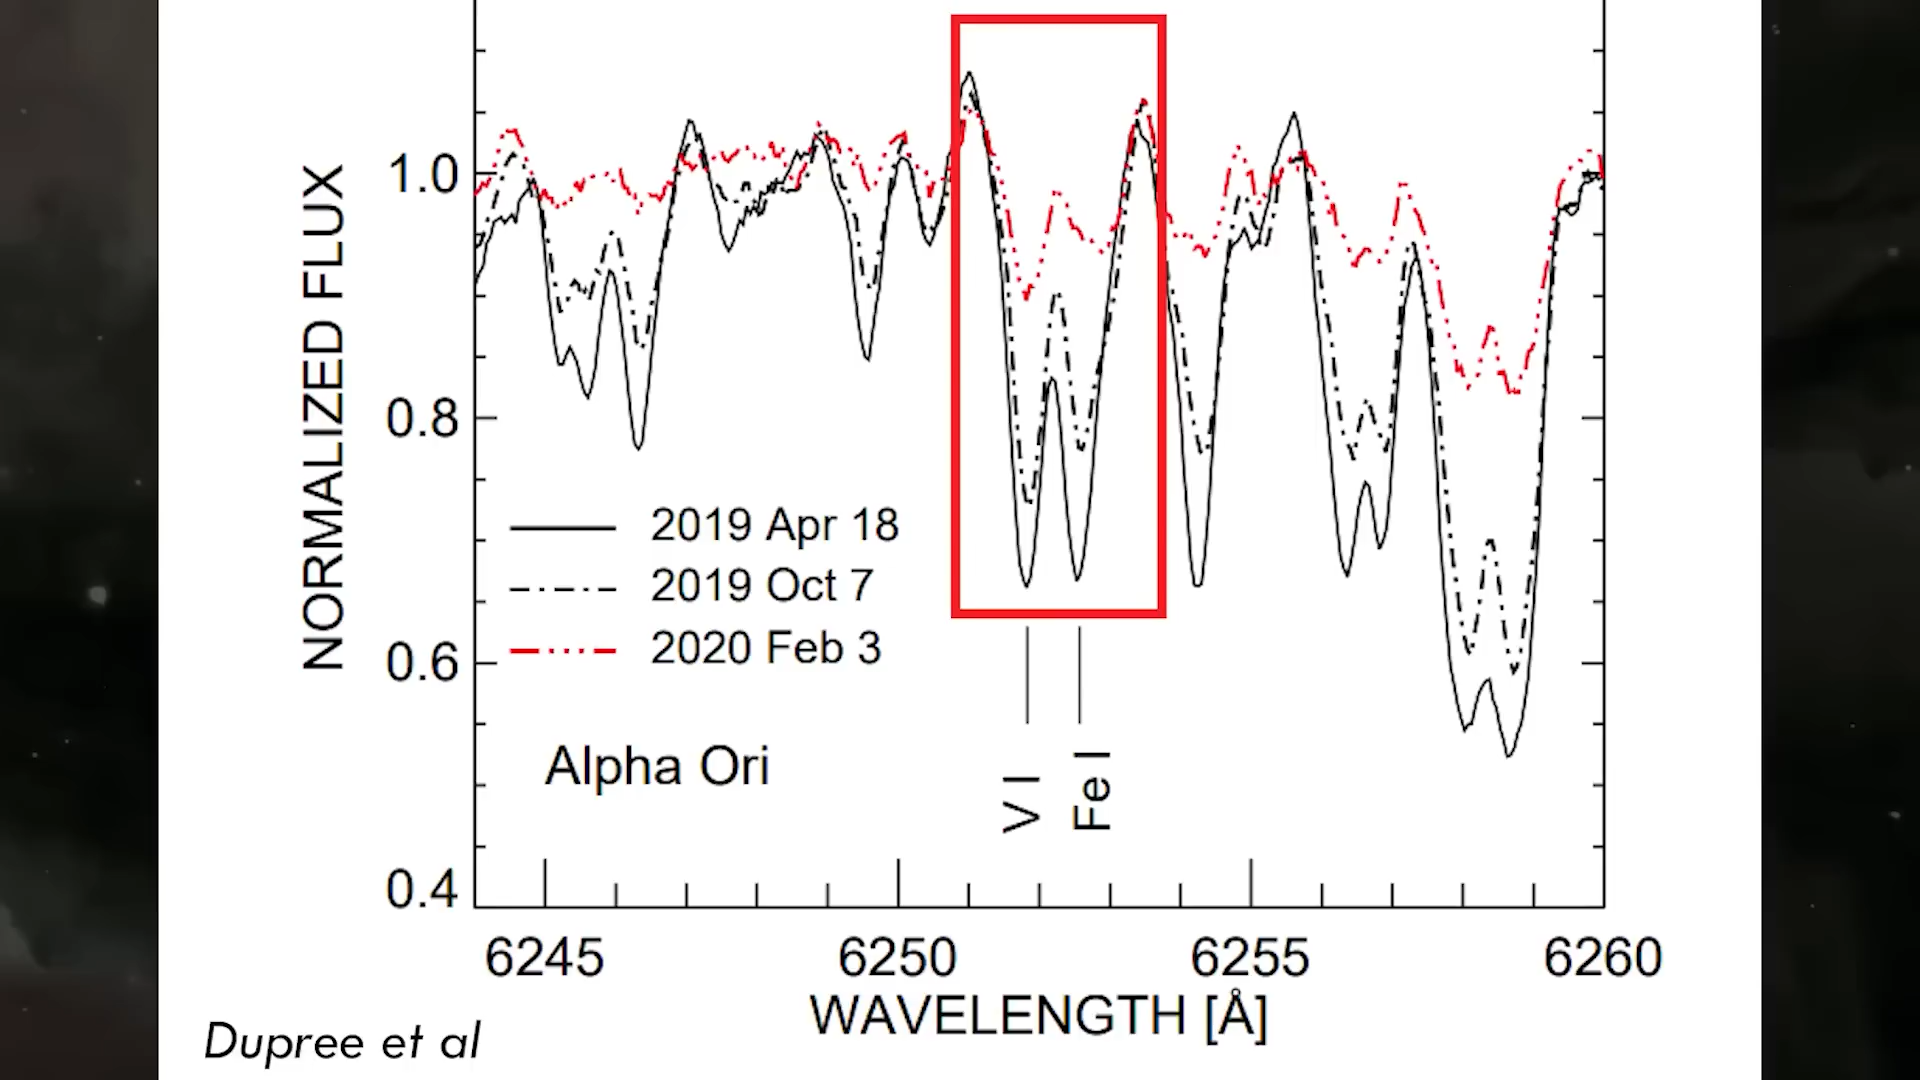 NORMALIZED FLUX
1.0
0.8
0.6
0.4
2019 Apr 18
2019 Oct 7
2020 Feb 3
Alpha Ori
V I
Fe I
6245
6250
6255
6260
WAVELENGTH [Å]
Dupree et al